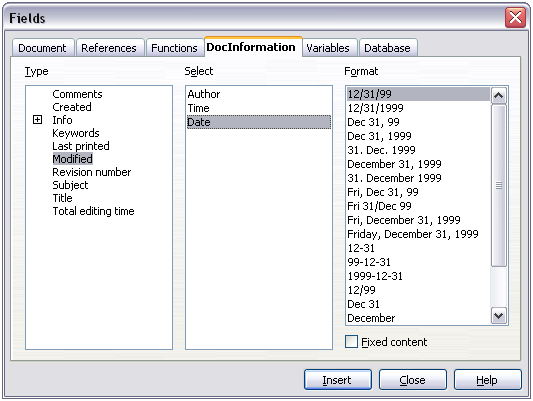 Fields
Document References Functions DocInformation Variables Database
Type
Comments
Created
Info
Keywords
Last printed
Modified
Revision number
Subject
Title
Total editing time
Select
Author
Time
Date
Format
12/31/99
12/31/1999
Dec 31, 99
Dec 31, 1999
31. Dec. 1999
December 31, 1999
31. December 1999
Fri, Dec 31, 99
Fri 31/Dec 99
Fri, December 31, 1999
Friday, December 31, 1999
12-31
99-12-31
1999-12-31
12/99
Dec 31
December
Fixed content
Insert Close Help